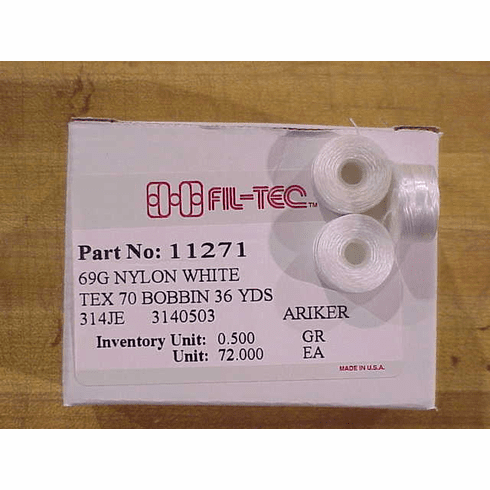 FIL-TEC™
Part No: 11271
69G NYLON WHITE
TEX 70 BOBBIN 36 YDS
314JE 3140503 ARIKER
Inventory Unit: 0.500 GR
Unit: 72.000 EA
MADE IN U.S.A.